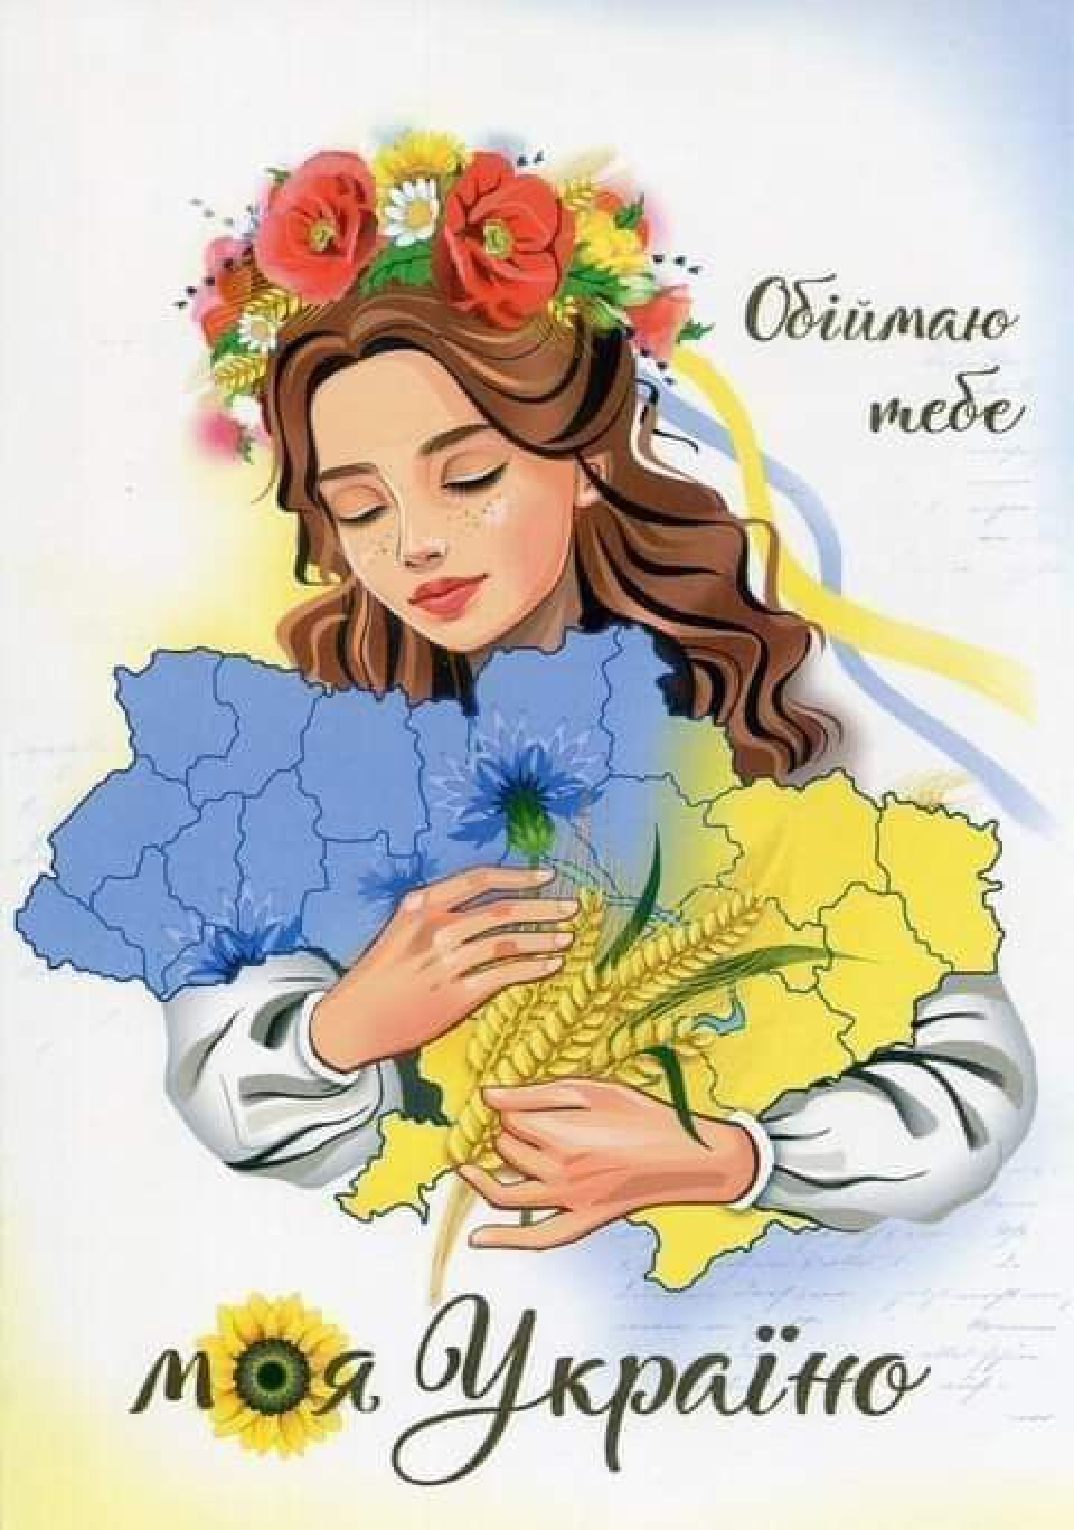 Обіймаю
тебе
моя Україно